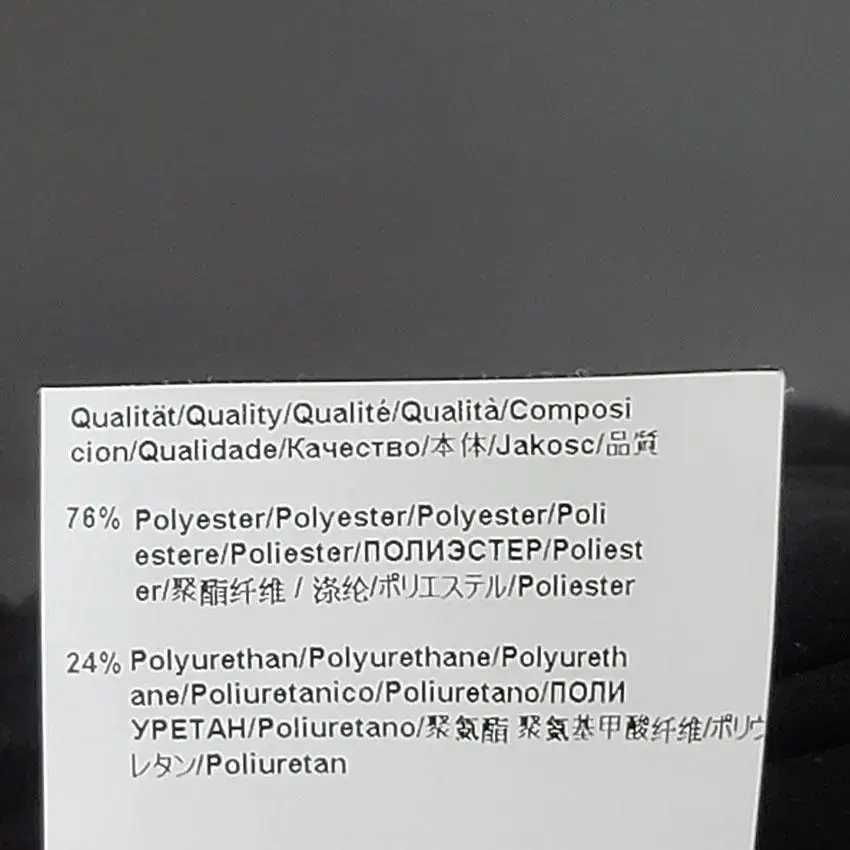 Qualität/Quality/Qualité/Qualità/Composi
cion/Qualidade/Качество/本体/Jakosc/品質
76% Polyester/Polyester/Polyester/Poli
estere/Poliester/ПОЛИЭСТЕР/Poliest
er/聚酯纤维 / 涤纶/ポリエステル/Poliester
24% Polyurethan/Polyurethane/Polyureth
ane/Poliuretanico/Poliuretano/ПОЛИ
УРЕТАН/Poliuretano/聚氨酯 聚氨基甲酸纤维/ポリウ
レタン/Poliuretan